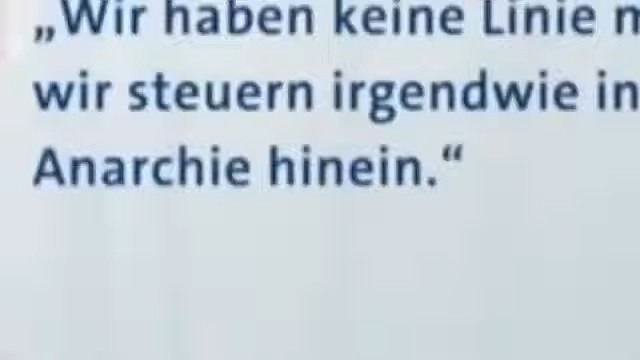 „Wir haben keine Linie
wir steuern irgendwie in
Anarchie hinein.“